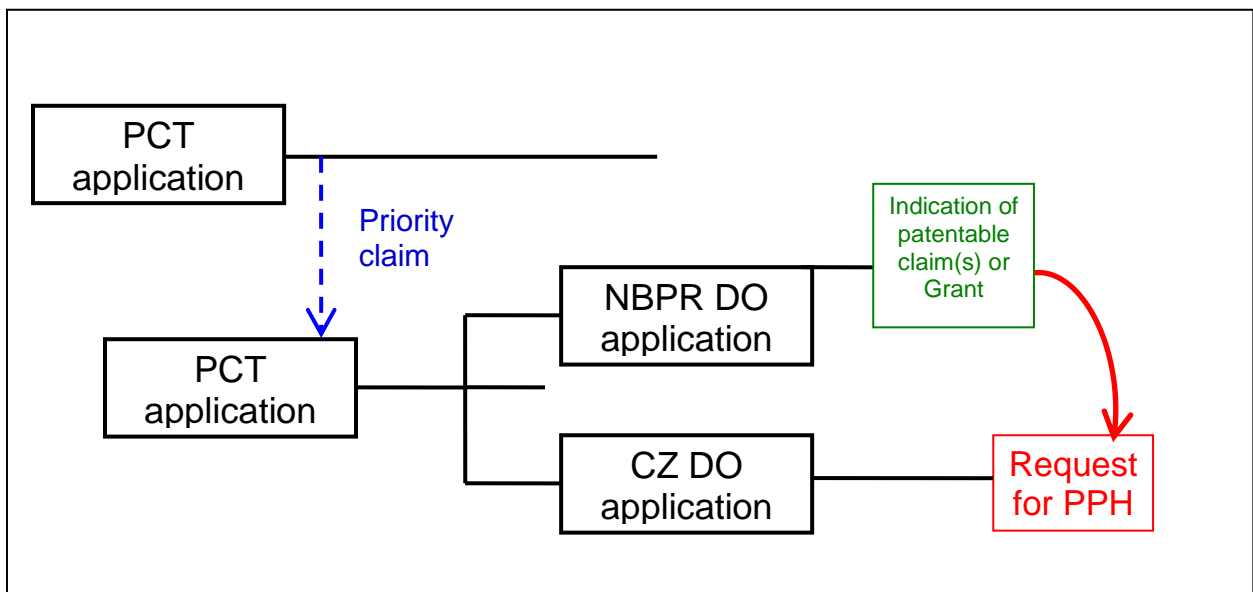 PCT
application
Priority
claim
PCT
application
NBPR DO
application
Indication of
patentable
claim(s) or
Grant
CZ DO
application
Request
for PPH